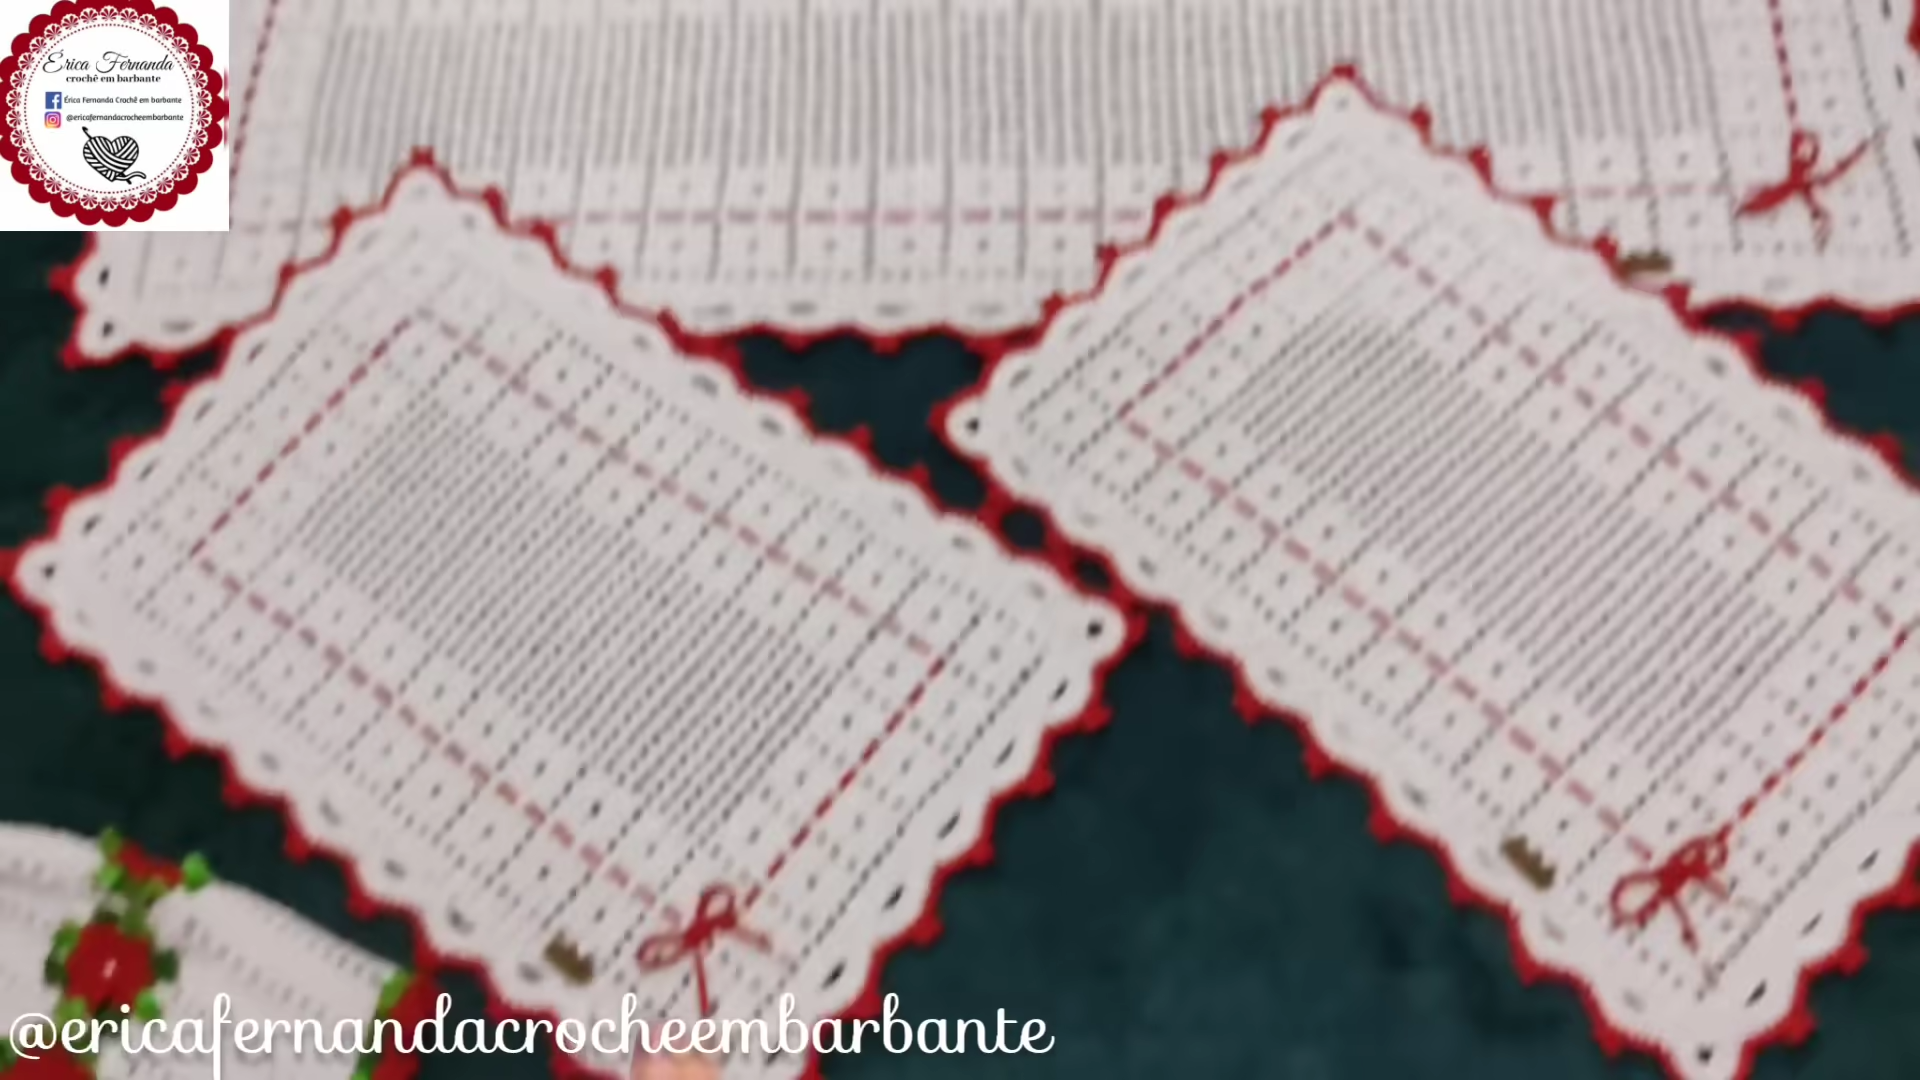 Érica Fernanda
crochê em barbante
Érica Fernanda Crochê em barbante
@ericafernandacrocheembarbante
@ericafernandacrocheembarbante